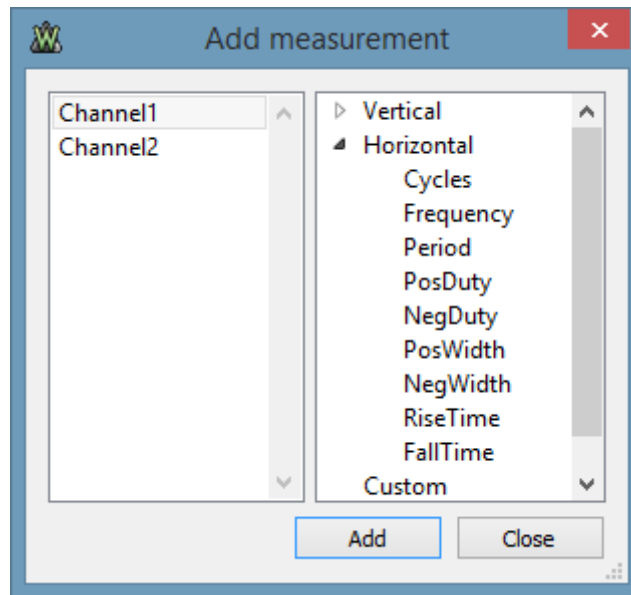 Add measurement
Channel1
Channel2
Vertical
Horizontal
Cycles
Frequency
Period
PosDuty
NegDuty
PosWidth
NegWidth
RiseTime
FallTime
Custom
Add
Close